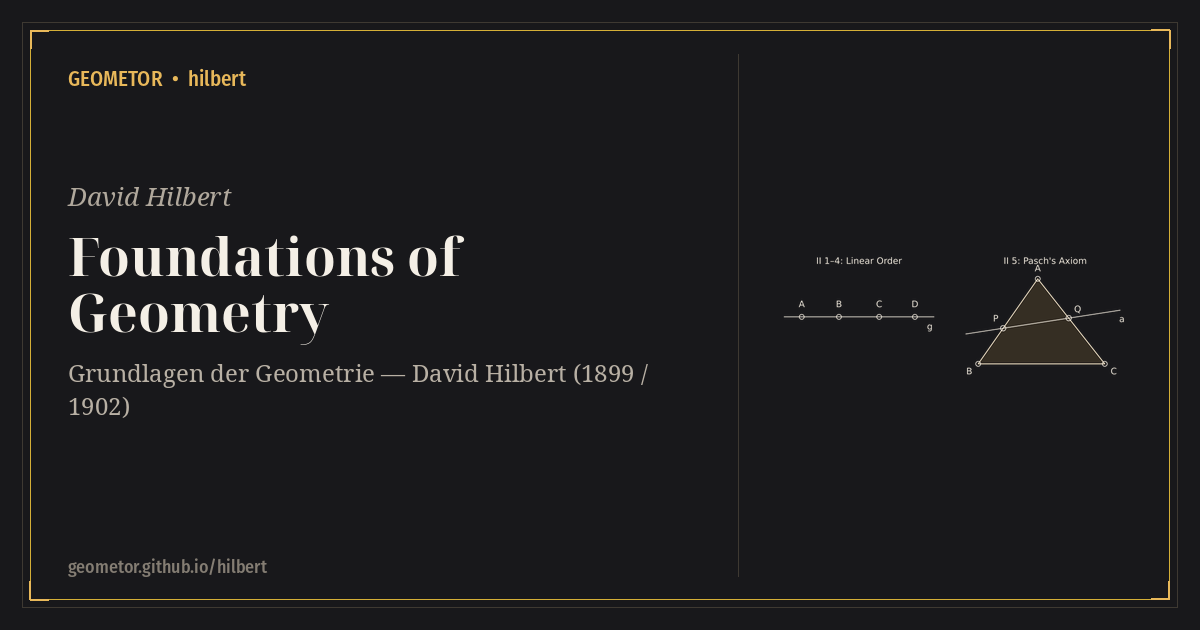 GEOMETOR • hilbert
David Hilbert
Foundations of
Geometry
Grundlagen der Geometrie — David Hilbert (1899 /
1902)
geometor.github.io/hilbert
II 1–4: Linear Order
A B C D
g
II 5: Pasch's Axiom
A
Q
P
a
B
C